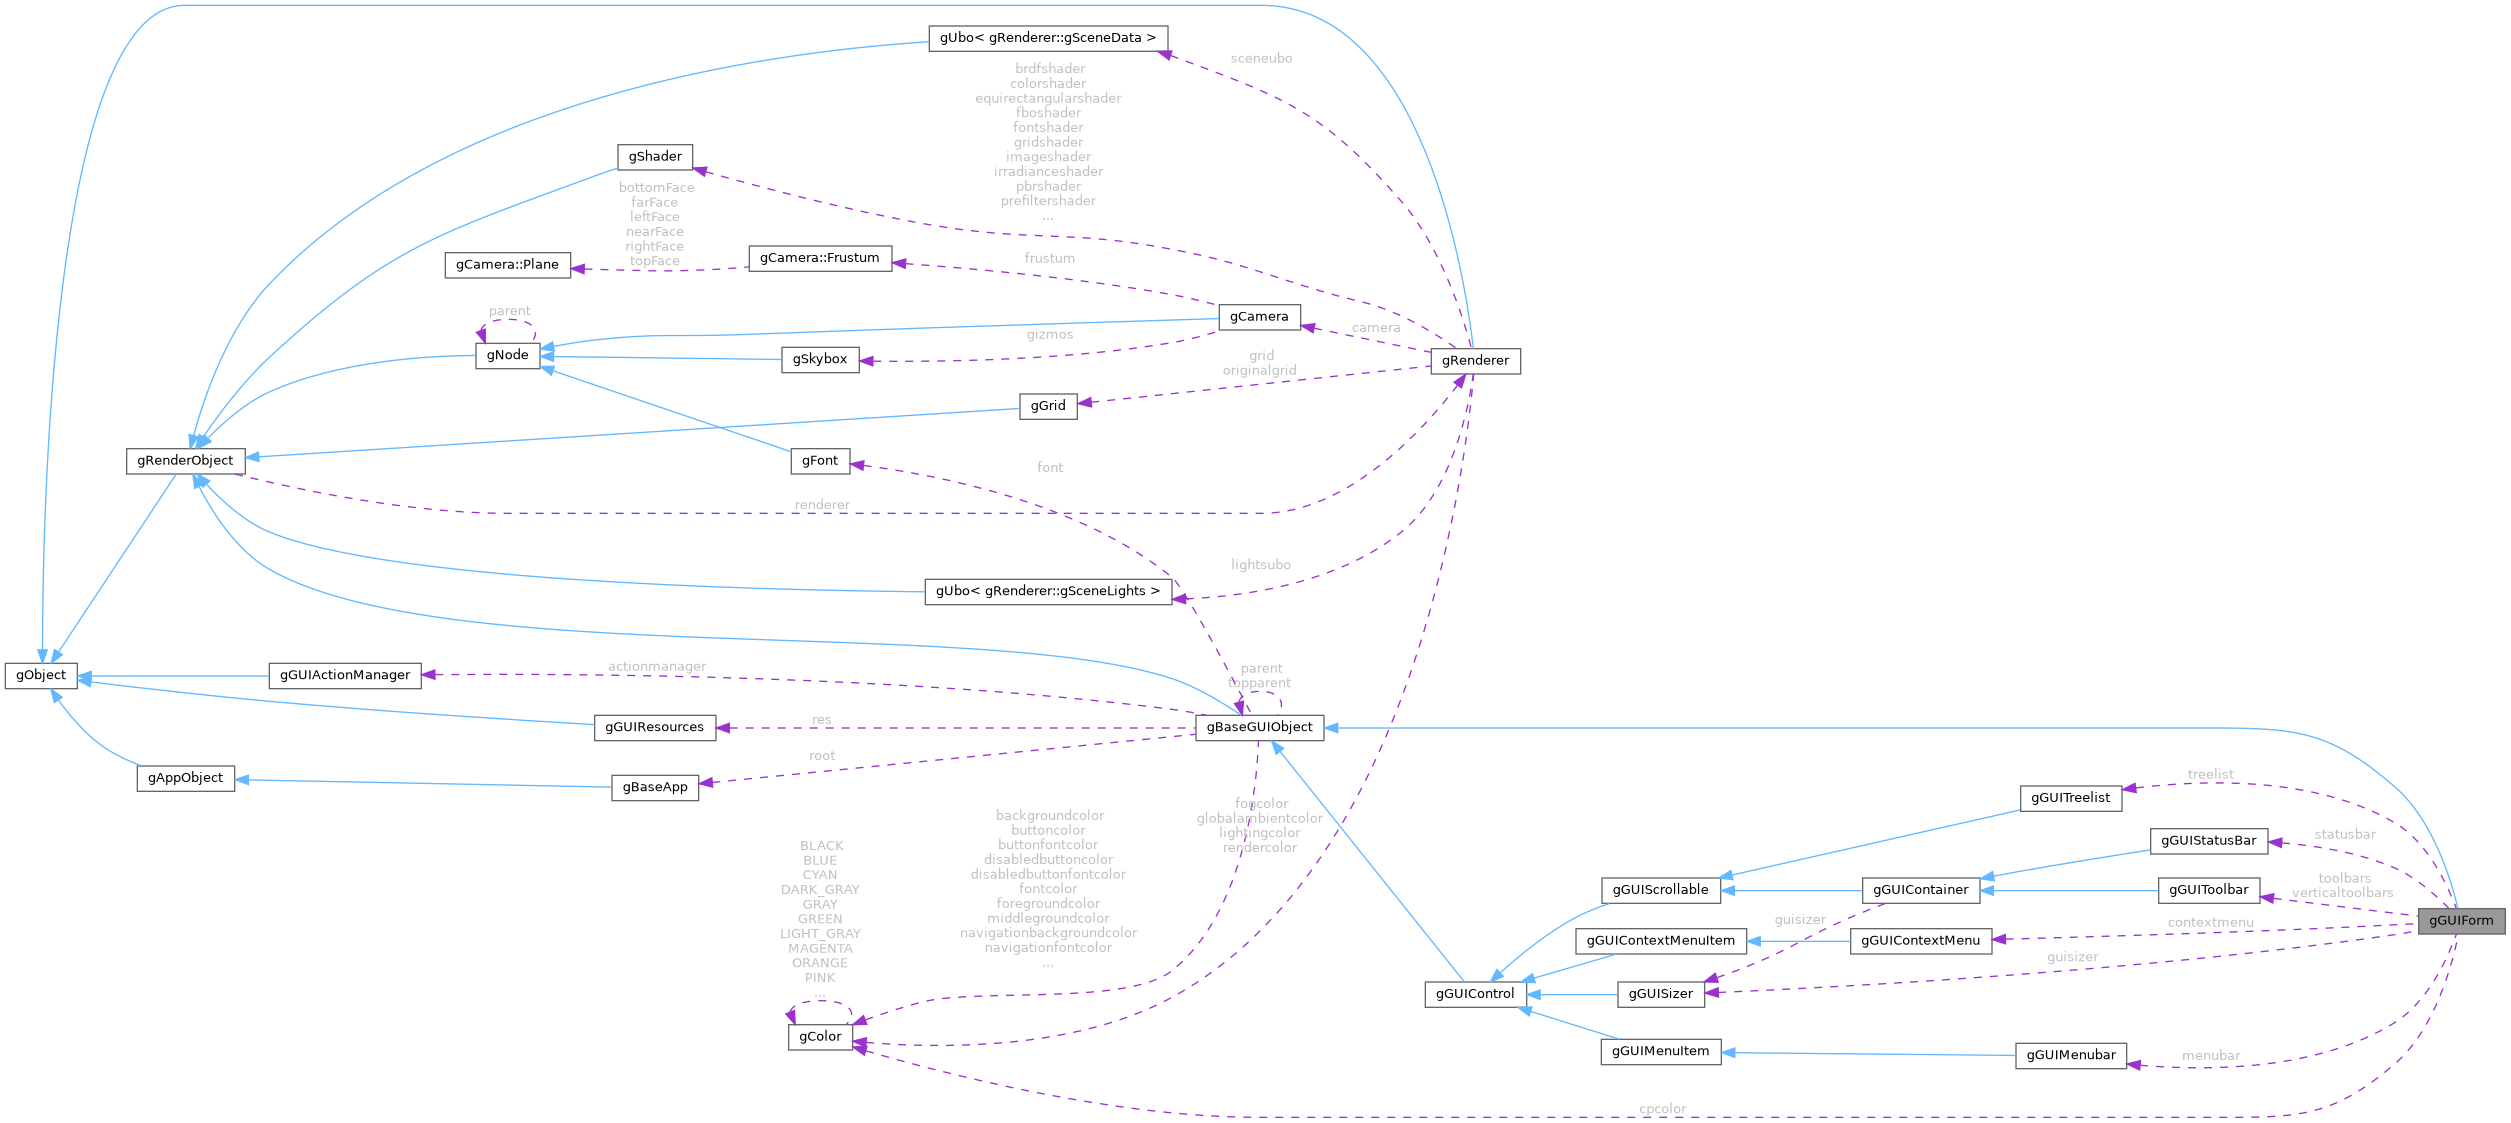 gUbo< gRenderer::gSceneData >
sceneubo
brdfshader
colorshader
equirectangularshader
fboshader
fontshader
gridshader
imageshader
irradianceshader
pbrshader
prefiltershader
...
gShader
bottomFace
farFace
leftFace
nearFace
rightFace
topFace
gCamera::Plane
gCamera::Frustum
frustum
parent
gNode
gCamera
gizmos
camera
gSkybox
gRenderer
grid
originalgrid
gGrid
gRenderObject
gFont
font
renderer
lightsubo
gUbo< gRenderer::gSceneLights >
gObject
gGUIActionManager
actionmanager
parent
topparent
gGUIResources
res
gBaseGUIObject
root
gAppObject
gBaseApp
treelist
gGUITreelist
fogcolor
globalambientcolor
lightingcolor
rendercolor
backgroundcolor
buttoncolor
buttonfontcolor
disabledbuttoncolor
disabledbuttonfontcolor
fontcolor
foregroundcolor
middlegroundcolor
navigationbackgroundcolor
navigationfontcolor
...
BLACK
BLUE
CYAN
DARK_GRAY
GRAY
GREEN
LIGHT_GRAY
MAGENTA
ORANGE
PINK
...
gGUIStatusBar
statusbar
gGUIScrollable
gGUIContainer
gGUIToolbar
toolbars
verticaltoolbars
guisizer
gGUIForm
contextmenu
gGUIContextMenuItem
gGUIContextMenu
guisizer
gGUIControl
gGUISizer
gColor
gGUIMenuItem
gGUIMenubar
menubar
cpcolor